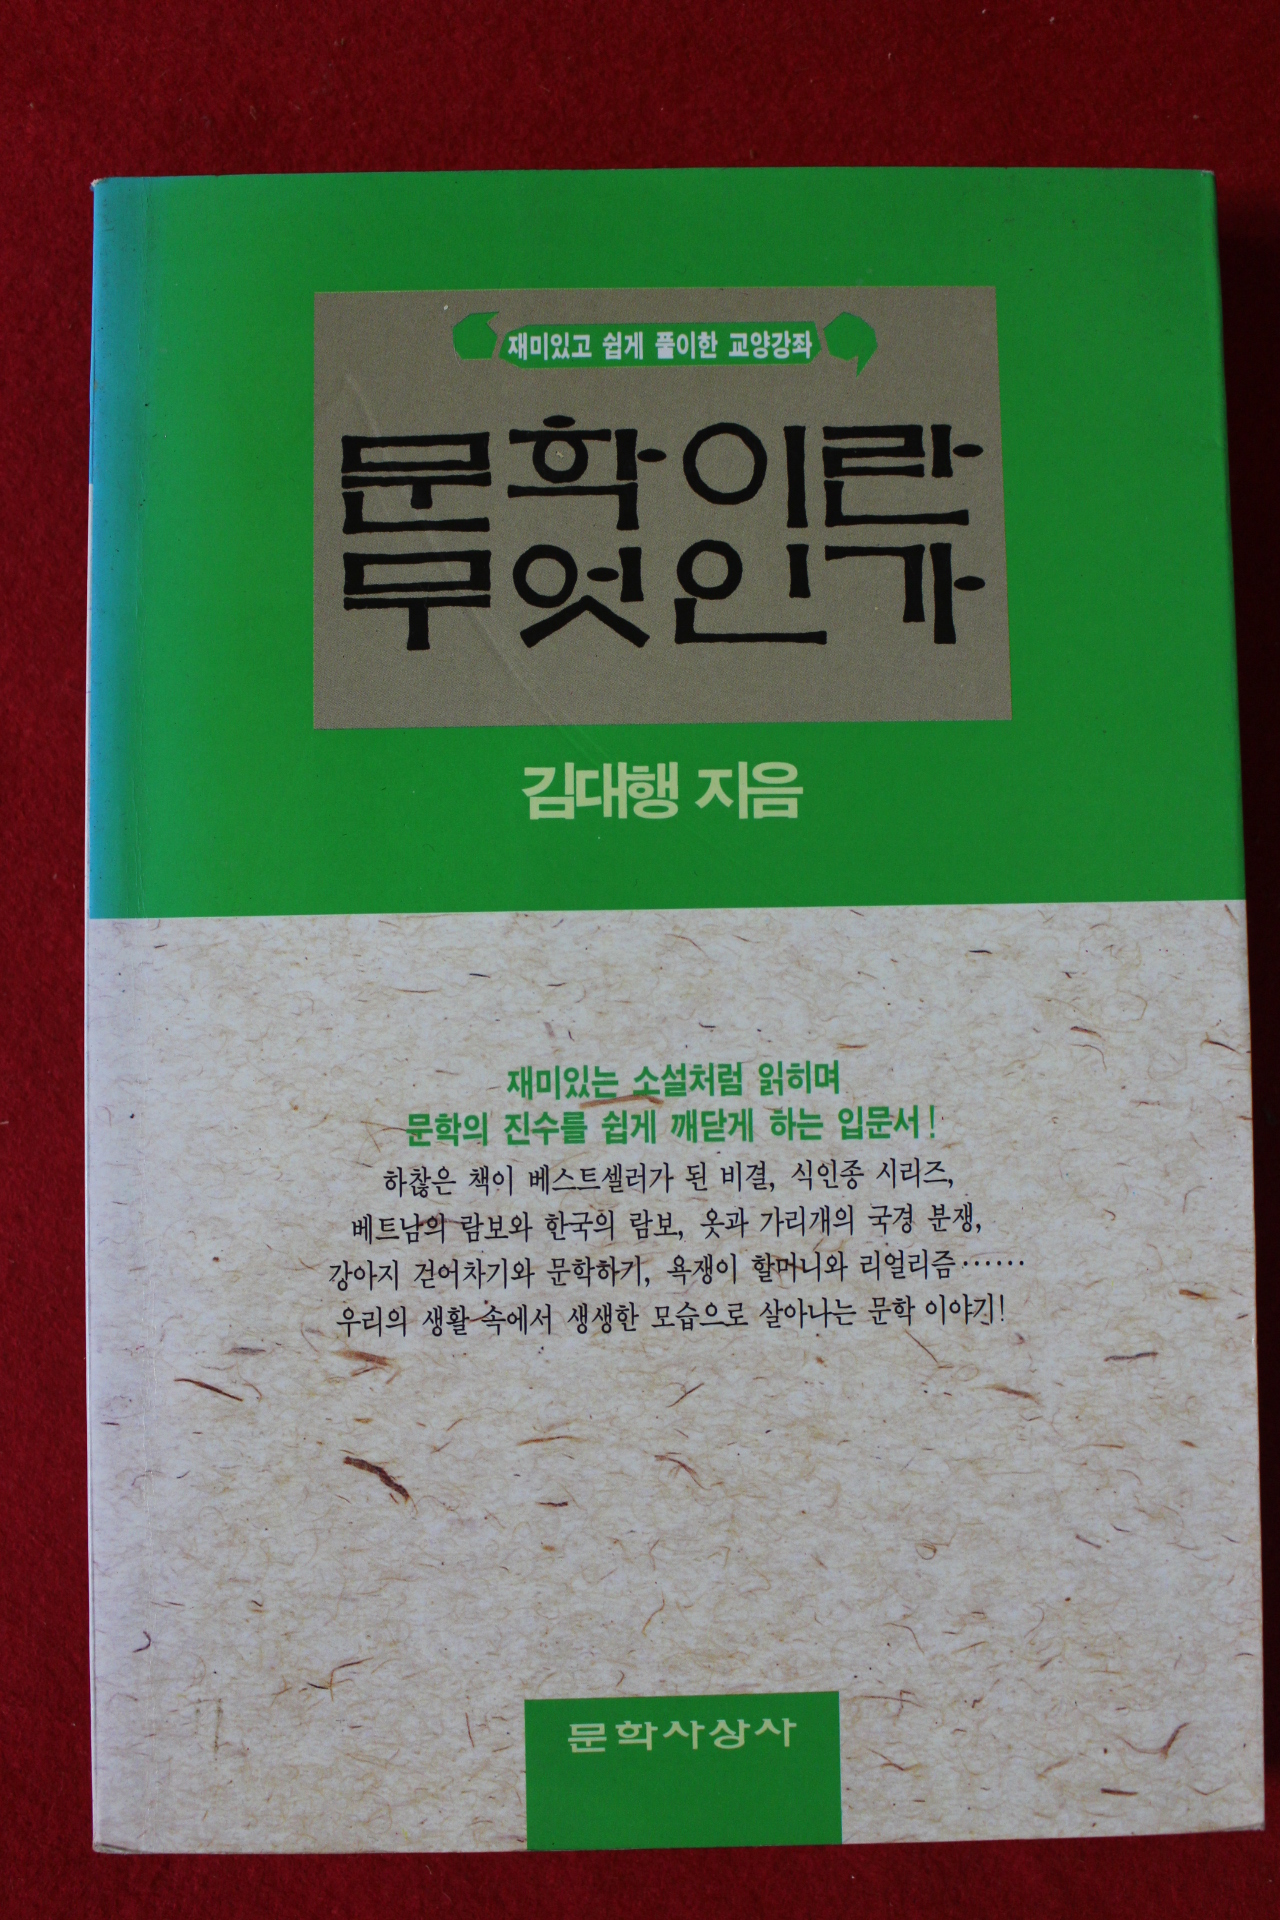 재미있고 쉽게 풀이한 교양강좌
문학이란
무엇인가
김대행 지음
재미있는 소설처럼 읽히며
문학의 진수를 쉽게 깨닫게 하는 입문서!
하찮은 책이 베스트셀러가 된 비결, 식인종 시리즈,
베트남의 람보와 한국의 람보, 옷과 가리개의 국경 분쟁,
강아지 걷어차기와 문학하기, 욕쟁이 할머니와 리얼리즘……
우리의 생활 속에서 생생한 모습으로 살아나는 문학 이야기!
문학사상사